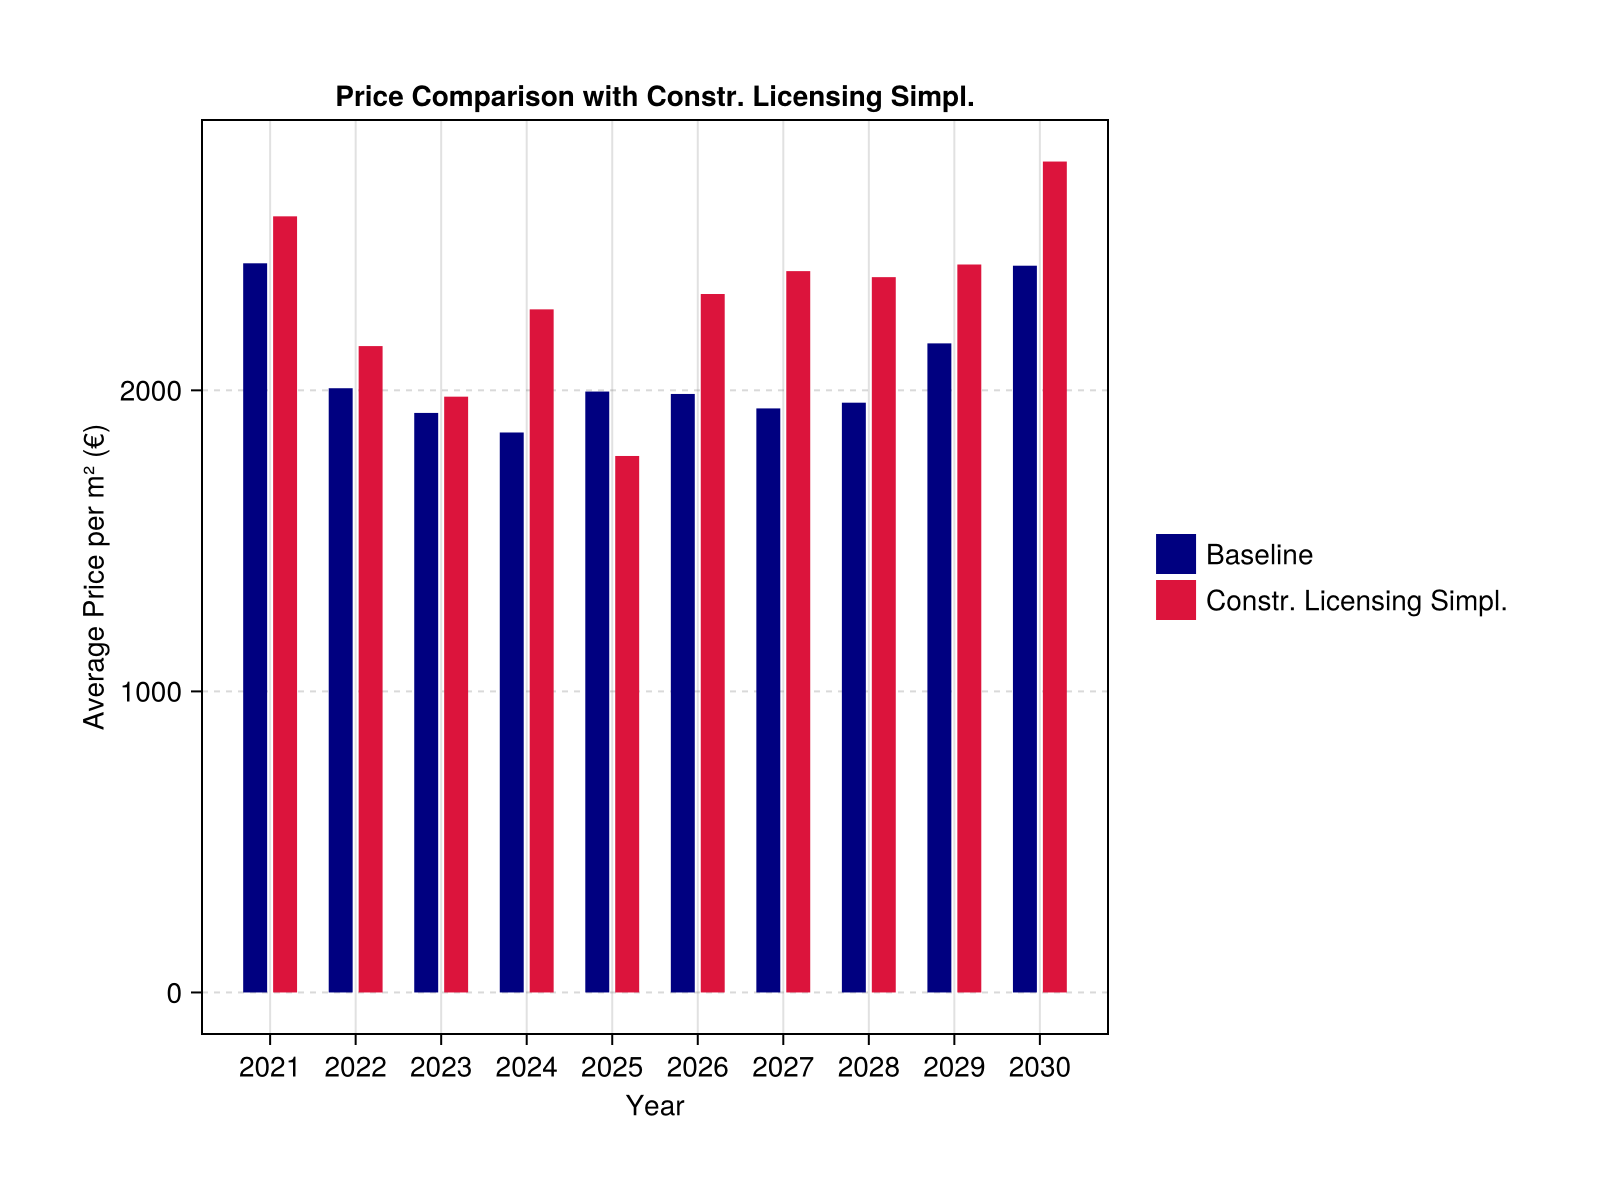 Price Comparison with Constr. Licensing Simpl.
Average Price per m² (€)
2000
1000
0
2021 2022 2023 2024 2025 2026 2027 2028 2029 2030
Year
Baseline
Constr. Licensing Simpl.